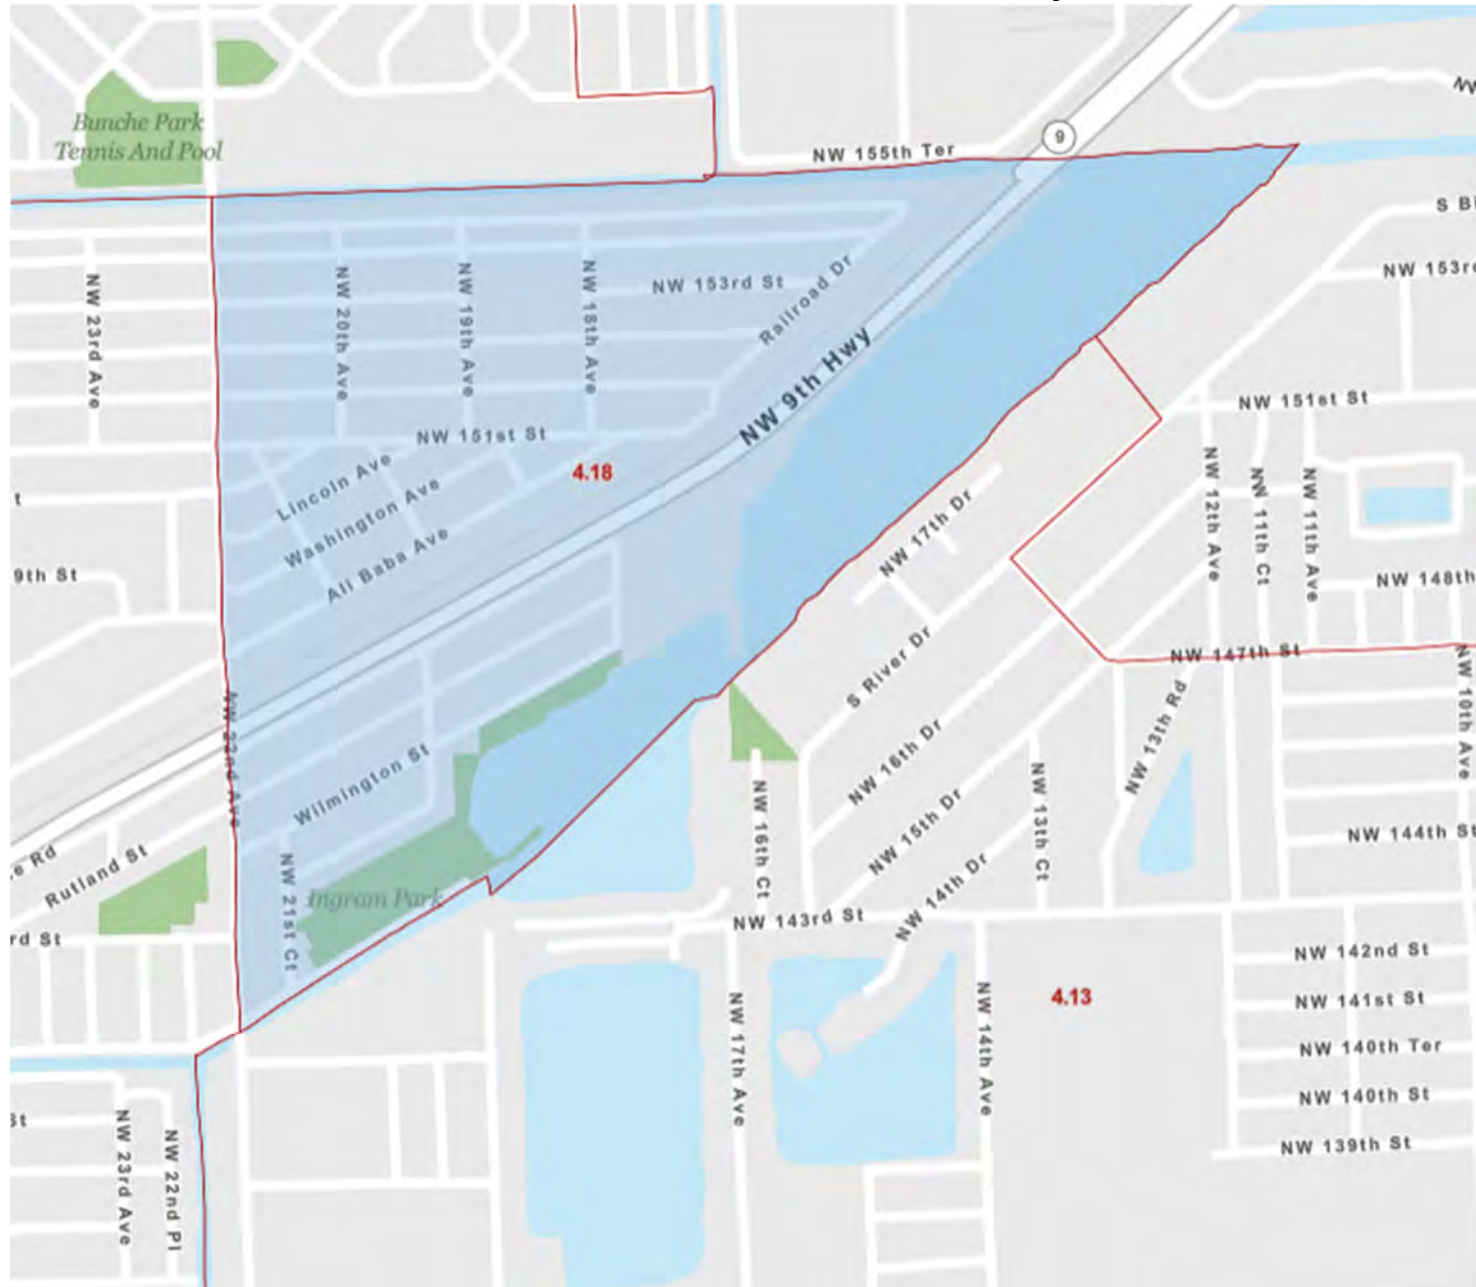 Bunche Park
Tennis And Pool
NW 155th Ter
9
NW
S Bl
NW 153rd
NW 153rd St
Railroad Dr
NW 23rd Ave
NW 20th Ave
NW 19th Ave
NW 18th Ave
NW 9th Hwy
NW 151st St
NW 151st St
4.18
Lincoln Ave
Washington Ave
Ali Baba Ave
t
9th St
NW 17th Dr
NW 12th Ave
NW 11th Ct
NW 11th Ave
NW 148th
NW 147th St
S River Dr
NW 22nd Ave
NW 16th Dr
NW 13th Rd
NW 10th Ave
Wilmington St
NW 16th Ct
NW 15th Dr
NW 13th Ct
NW 144th St
e Rd
Rutland St
NW 21st Ct
Ingram Park
NW 14th Dr
NW 143rd St
rd St
NW 142nd St
4.13
NW 141st St
NW 17th Ave
NW 14th Ave
NW 140th Ter
NW 140th St
St
NW 139th St
NW 23rd Ave
NW 22nd Pl